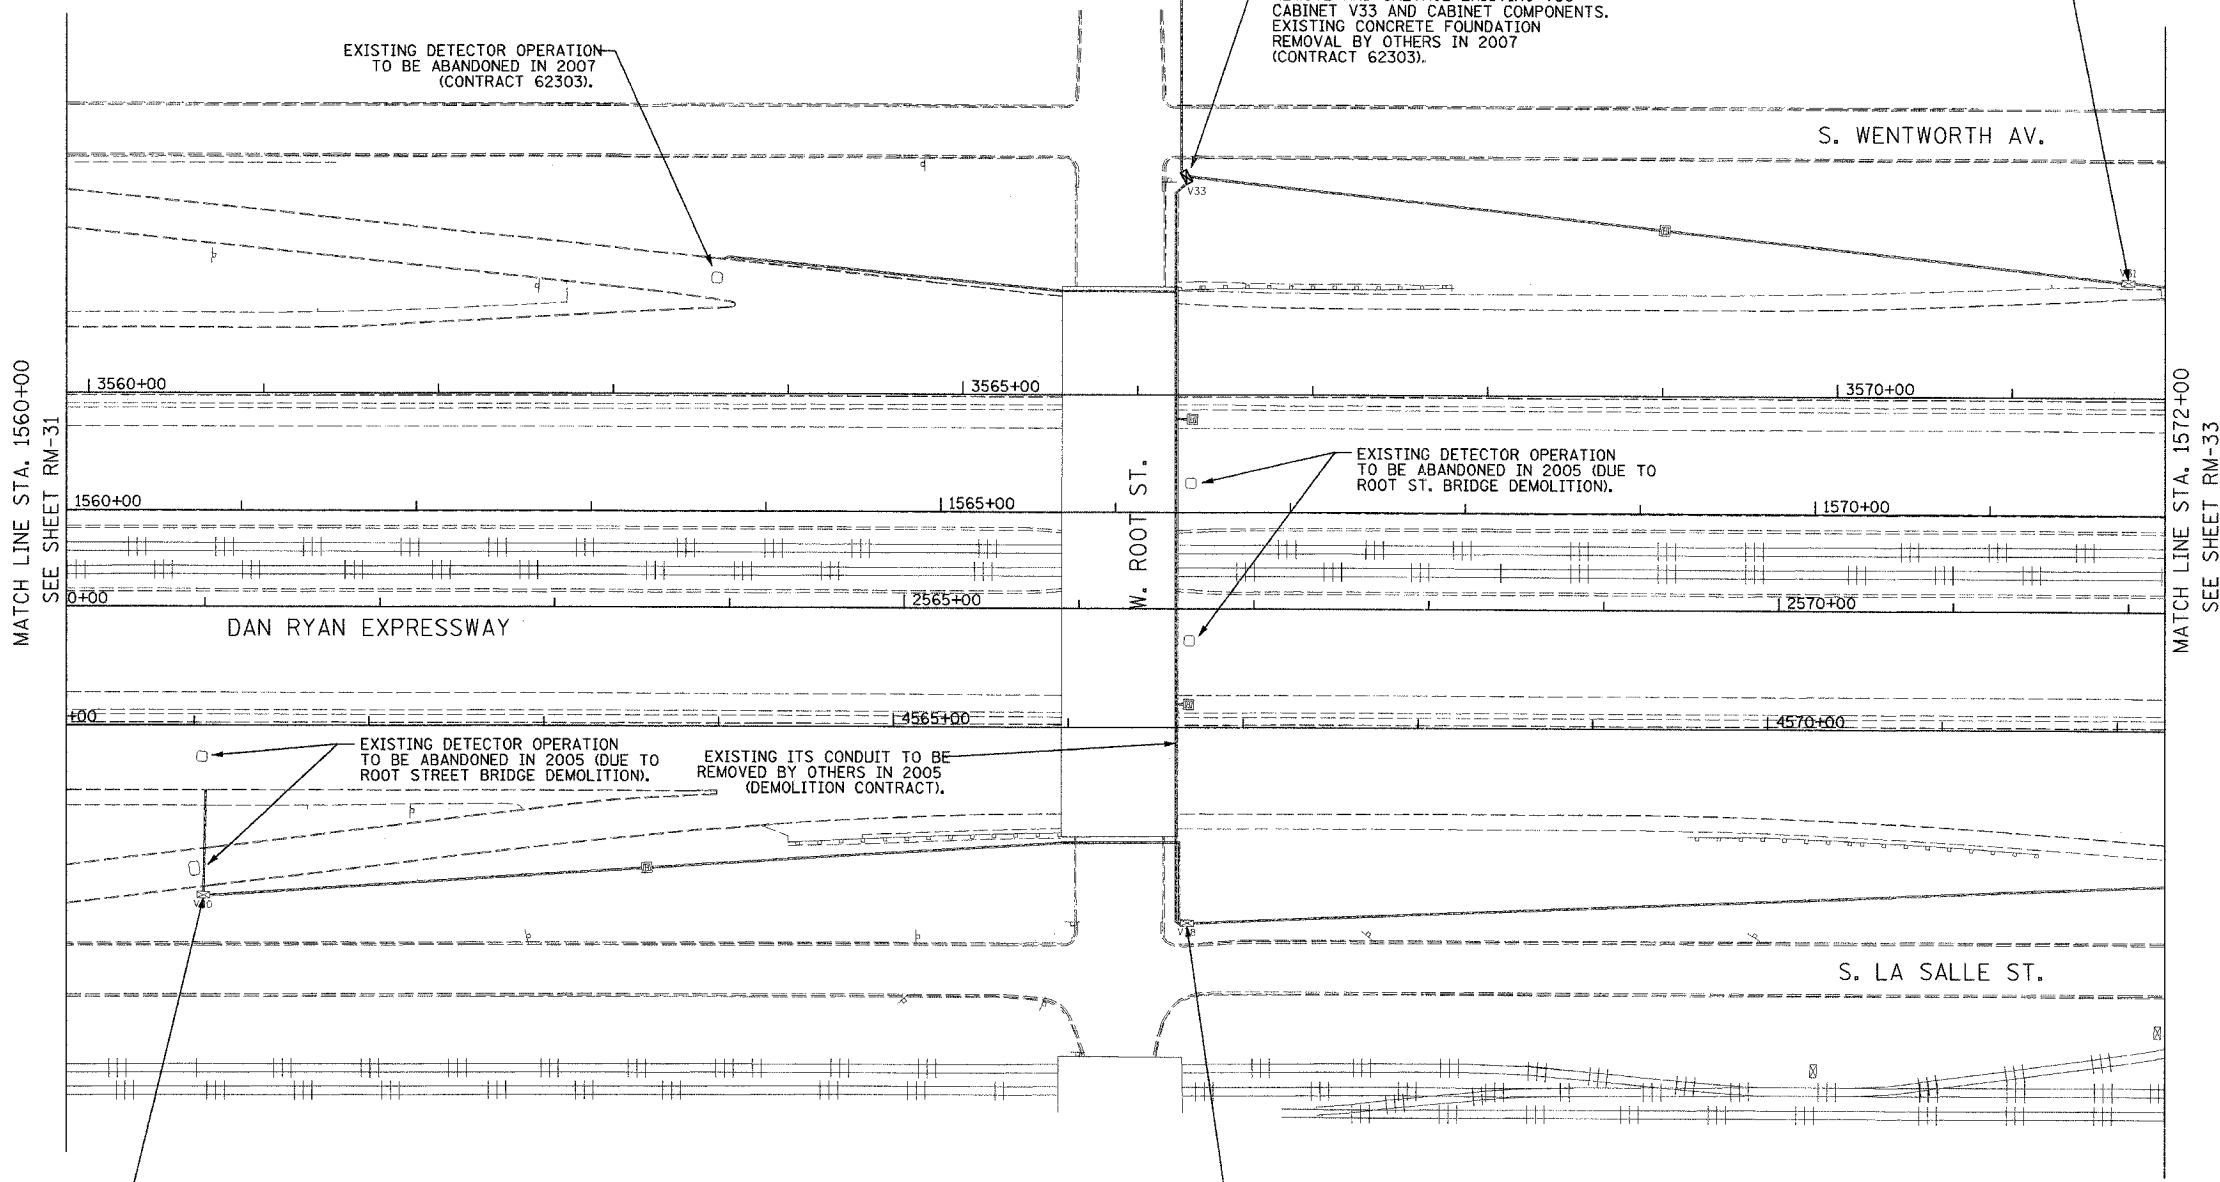 CABINET V33 AND CABINET COMPONENTS.
EXISTING CONCRETE FOUNDATION
REMOVAL BY OTHERS IN 2007
(CONTRACT 62303).
EXISTING DETECTOR OPERATION
TO BE ABANDONED IN 2007
(CONTRACT 62303).
S. WENTWORTH AV.
V33
MATCH LINE STA. 1560+00
SEE SHEET RM-31
3560+00
3565+00
3570+00
MATCH LINE STA. 1572+00
SEE SHEET RM-33
W. ROOT ST.
EXISTING DETECTOR OPERATION
TO BE ABANDONED IN 2005 (DUE TO
ROOT ST. BRIDGE DEMOLITION).
1560+00
1565+00
1570+00
0+00
2565+00
2570+00
DAN RYAN EXPRESSWAY
+00
4565+00
4570+00
EXISTING DETECTOR OPERATION
TO BE ABANDONED IN 2005 (DUE TO
ROOT STREET BRIDGE DEMOLITION).
EXISTING ITS CONDUIT TO BE
REMOVED BY OTHERS IN 2005
(DEMOLITION CONTRACT).
S. LA SALLE ST.